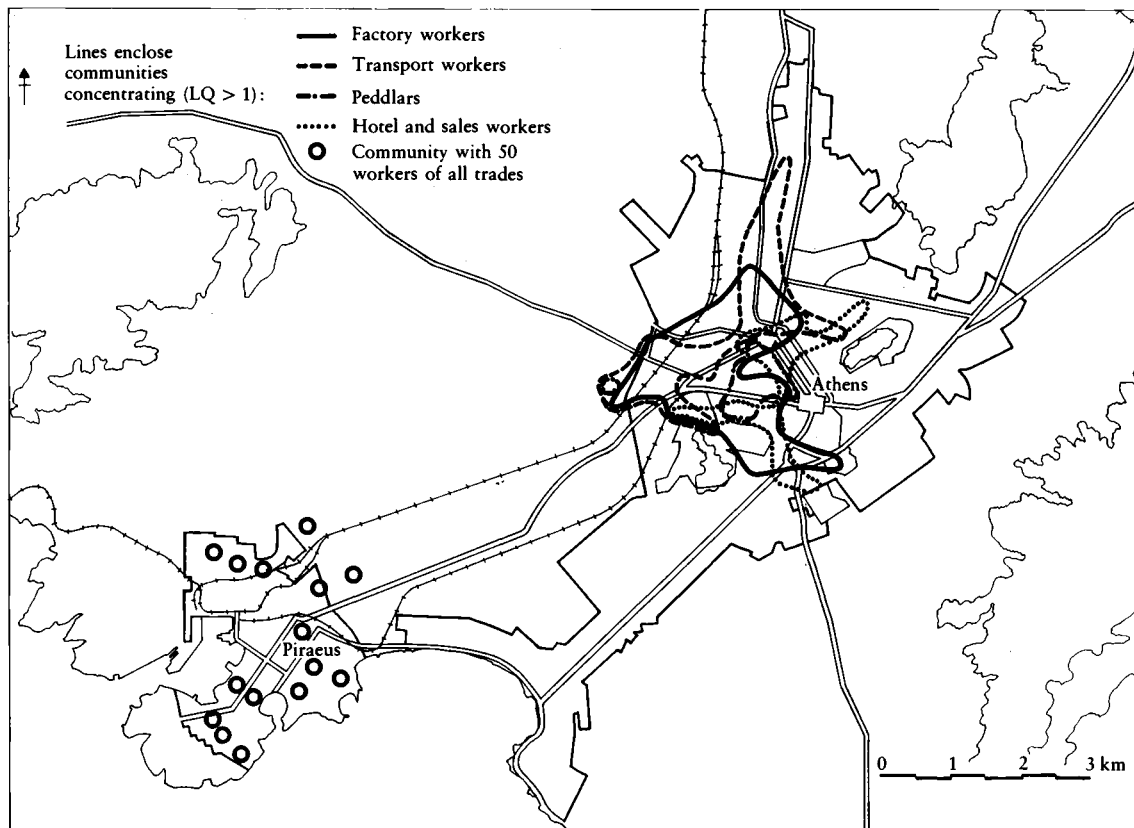 Lines enclose
communities
concentrating (LQ > 1):
Factory workers
Transport workers
Peddlars
Hotel and sales workers
Community with 50
workers of all trades
Athens
Piraeus
0 1 2 3 km